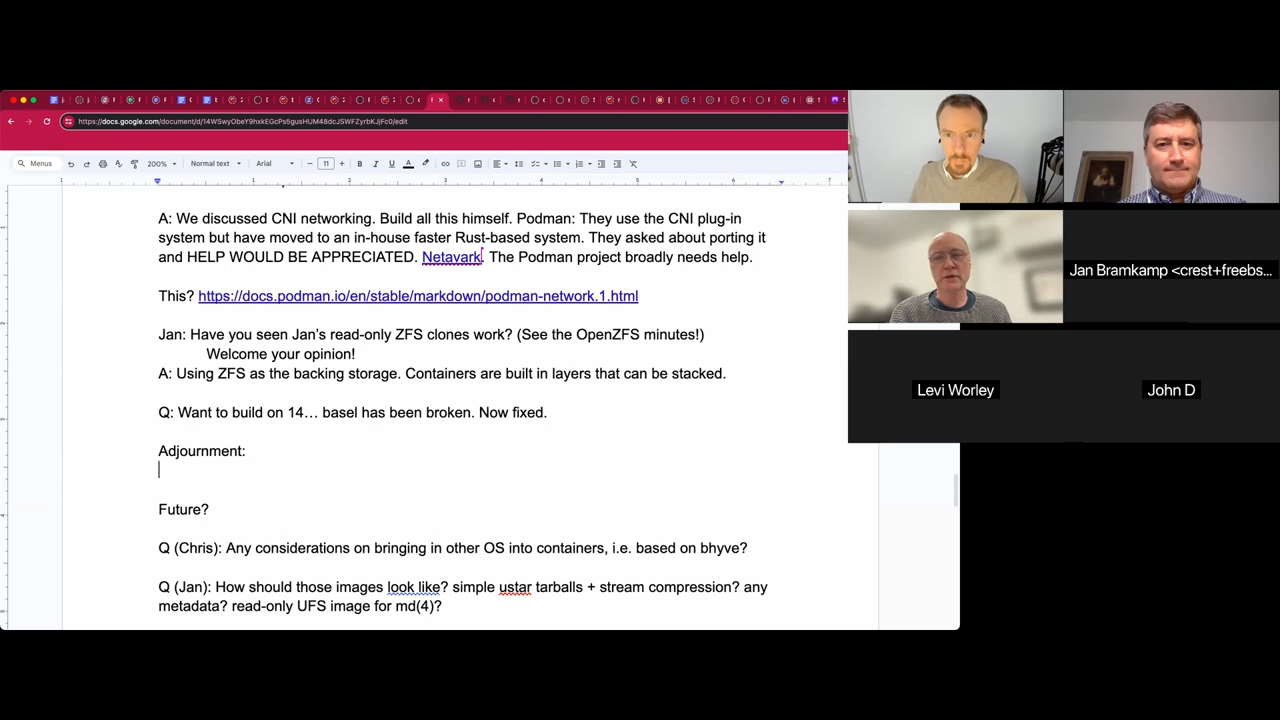 https://docs.google.com/document/d/14WSwyObeY9hxkEGcPs5gusHUM48dcJSWFZyrbKJjFc0/edit
Menus
200%
Normal text
Arial
11
1
1
2
3
4
5
6
7
A: We discussed CNI networking. Build all this himself. Podman: They use the CNI plug-in
system but have moved to an in-house faster Rust-based system. They asked about porting it
and HELP WOULD BE APPRECIATED. Netavark. The Podman project broadly needs help.
This? https://docs.podman.io/en/stable/markdown/podman-network.1.html
Jan: Have you seen Jan's read-only ZFS clones work? (See the OpenZFS minutes!)
Welcome your opinion!
A: Using ZFS as the backing storage. Containers are built in layers that can be stacked.
Q: Want to build on 14… basel has been broken. Now fixed.
Adjournment:
Future?
Q (Chris): Any considerations on bringing in other OS into containers, i.e. based on bhyve?
Q (Jan): How should those images look like? simple ustar tarballs + stream compression? any
metadata? read-only UFS image for md(4)?
Jan Bramkamp <crest+freebs...
Levi Worley
John D